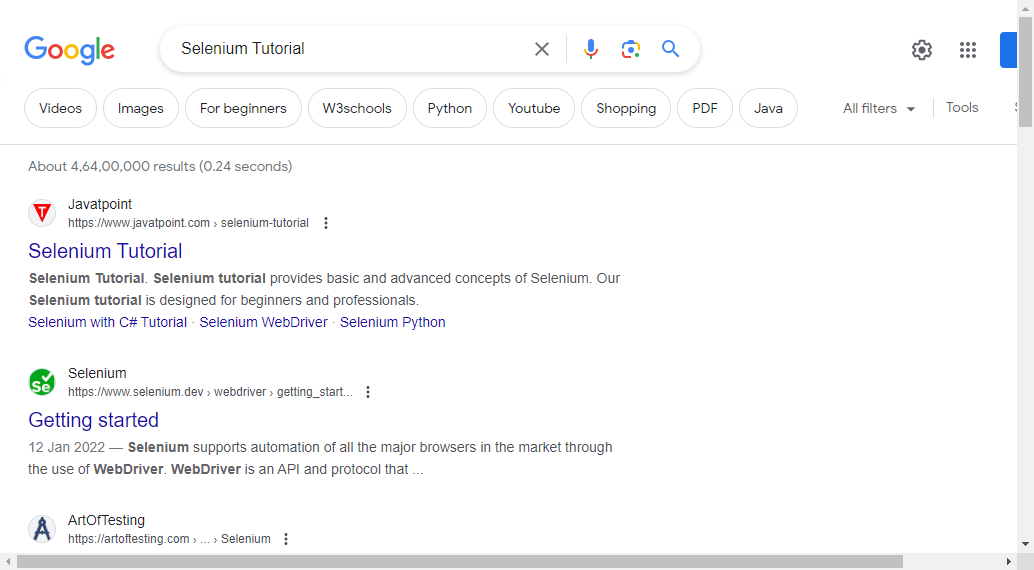 Google
Selenium Tutorial
Videos Images For beginners W3schools Python Youtube Shopping PDF Java All filters Tools
About 4,64,00,000 results (0.24 seconds)
T
Javatpoint
https://www.javatpoint.com › selenium-tutorial
Selenium Tutorial
Selenium Tutorial. Selenium tutorial provides basic and advanced concepts of Selenium. Our
Selenium tutorial is designed for beginners and professionals.
Selenium with C# Tutorial · Selenium WebDriver · Selenium Python
Se
Selenium
https://www.selenium.dev › webdriver › getting_start...
Getting started
12 Jan 2022 — Selenium supports automation of all the major browsers in the market through
the use of WebDriver. WebDriver is an API and protocol that ...
ArtOfTesting
https://artoftesting.com › ... › Selenium